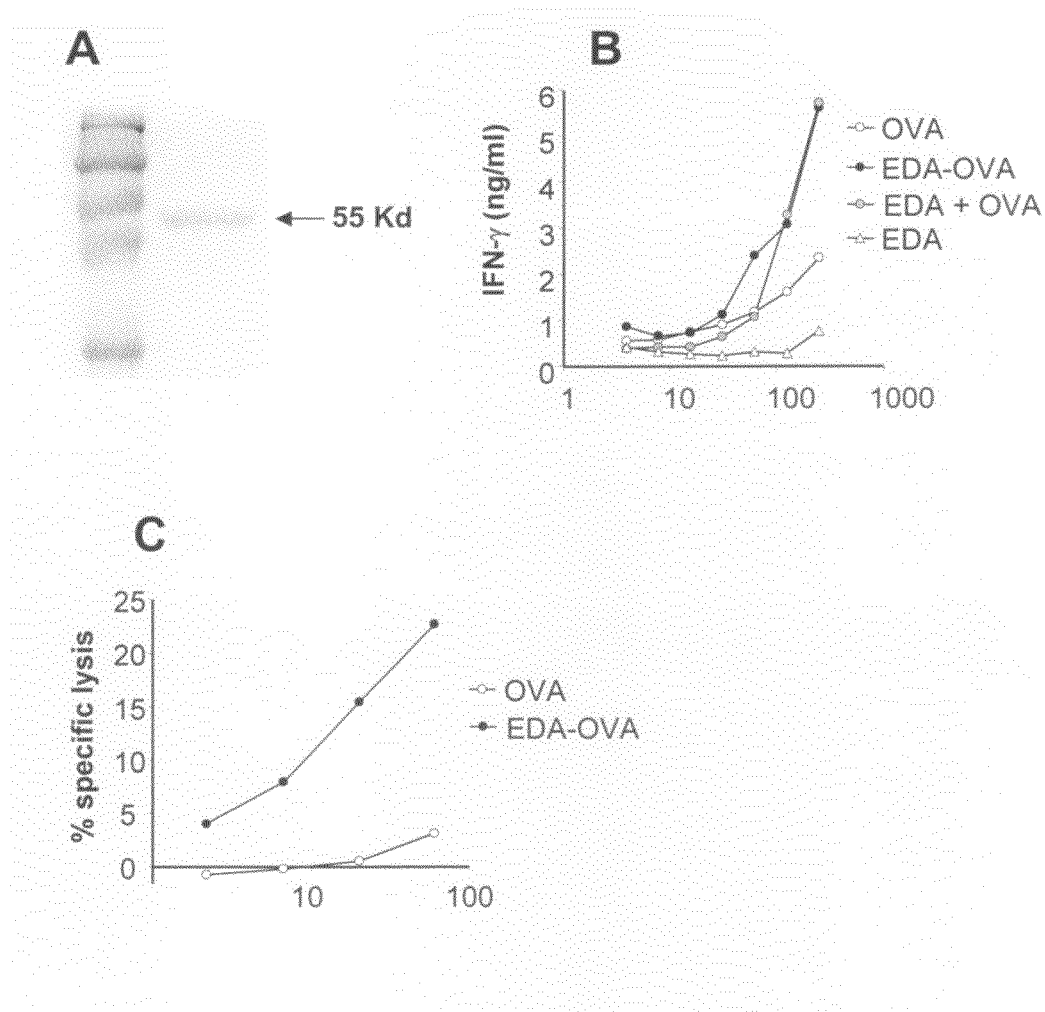 A
55 Kd
B
IFN-γ (ng/ml)
6
5
4
3
2
1
0
1 10 100 1000
OVA
EDA-OVA
EDA + OVA
EDA
C
% specific lysis
25
20
15
10
5
0
10 100
OVA
EDA-OVA